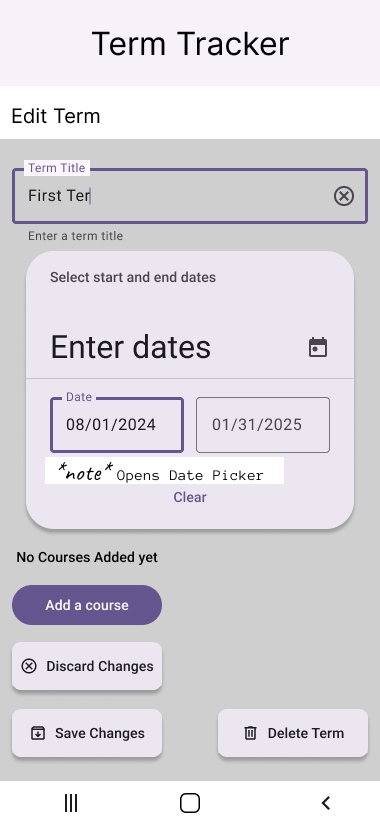 Term Tracker
Edit Term
Term Title
First Ter
Enter a term title
Select start and end dates
Enter dates
Date
08/01/2024 01/31/2025
*note* Opens Date Picker
Clear
No Courses Added yet
Add a course
Discard Changes
Save Changes Delete Term